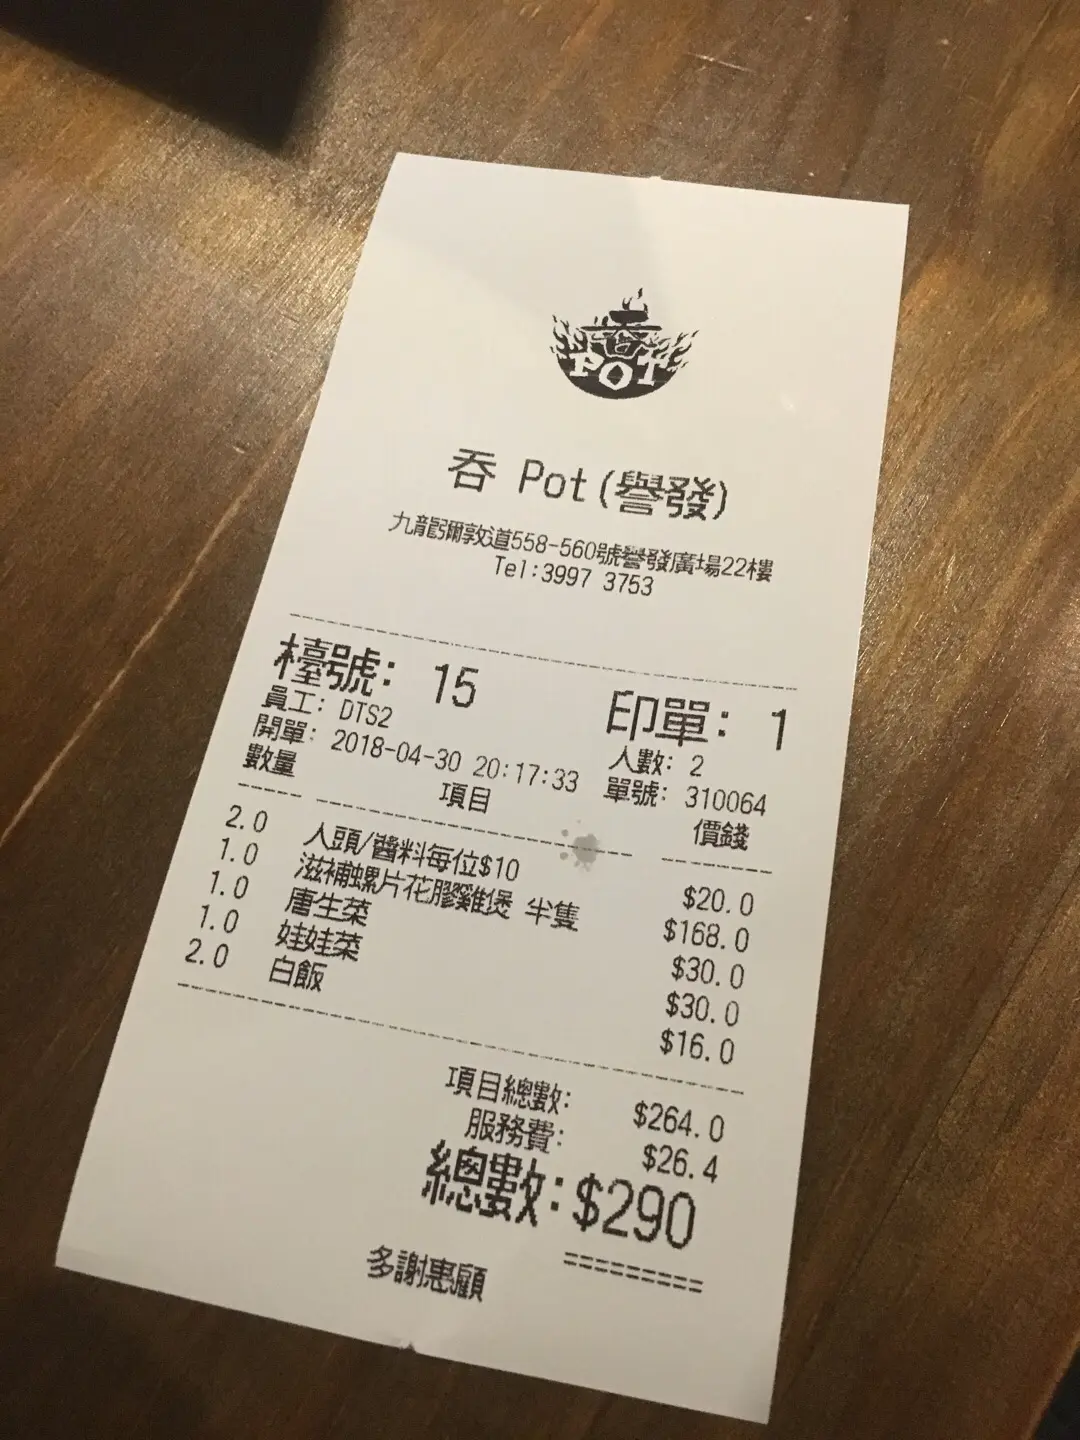 吞
POT
吞 Pot(譽發)
九龍彌敦道558-560號譽發廣場22樓
Tel:3997 3753
檯號: 15 印單: 1
員工: DTS2 人數: 2
開單: 2018-04-30 20:17:33 單號: 310064
數量 項目 價錢
2.0 人頭/醬料每位$10 $20.0
1.0 滋補螺片花膠雞煲 半隻 $168.0
1.0 唐生菜 $30.0
1.0 娃娃菜 $30.0
2.0 白飯 $16.0
項目總數: $264.0
服務費: $26.4
總數:$290
=========
多謝惠顧